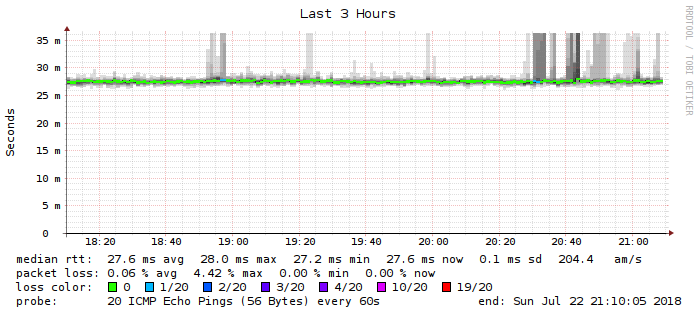 Last 3 Hours
RRDTOOL / TOBI OETIKER
Seconds
35 m
30 m
25 m
20 m
15 m
10 m
5 m
0
18:20 18:40 19:00 19:20 19:40 20:00 20:20 20:40 21:00
median rtt: 27.6 ms avg 28.0 ms max 27.2 ms min 27.6 ms now 0.1 ms sd 204.4 am/s
packet loss: 0.06 % avg 4.42 % max 0.00 % min 0.00 % now
loss color: 0 1/20 2/20 3/20 4/20 10/20 19/20
probe: 20 ICMP Echo Pings (56 Bytes) every 60s end: Sun Jul 22 21:10:05 2018